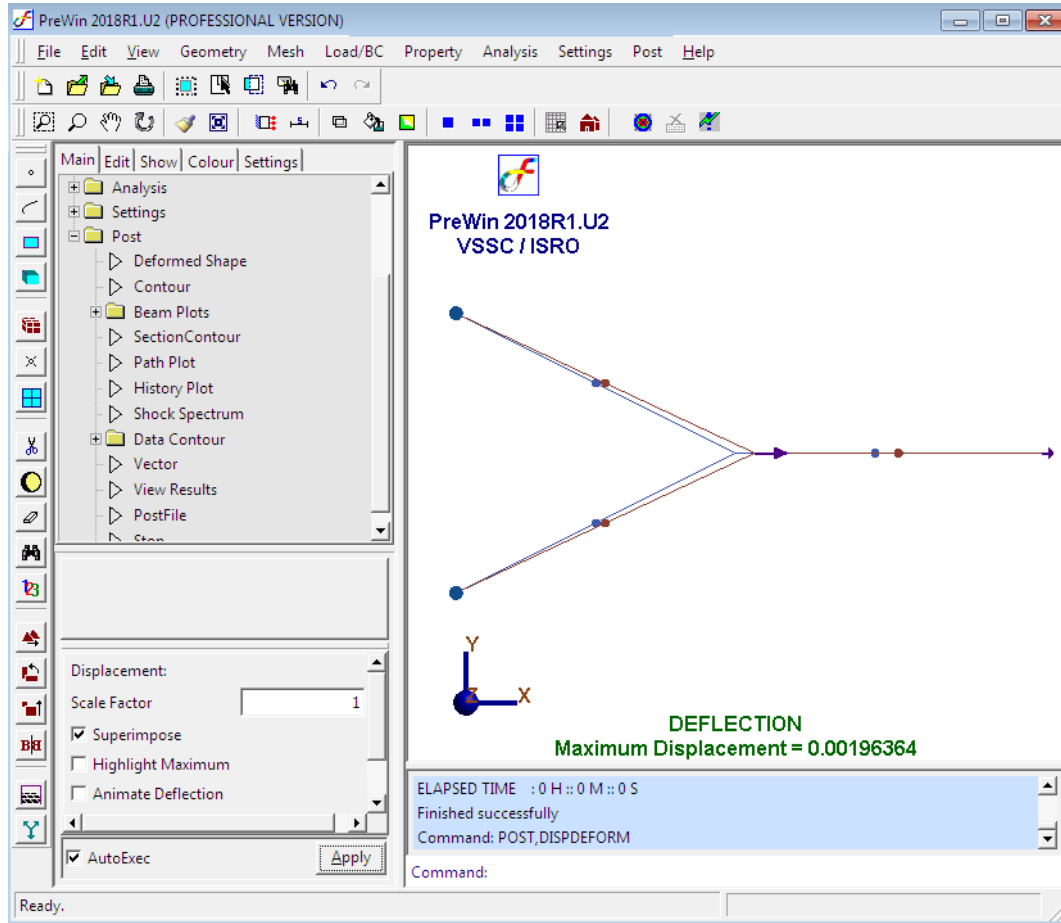 PreWin 2018R1.U2 (PROFESSIONAL VERSION)
File Edit View Geometry Mesh Load/BC Property Analysis Settings Post Help
Main Edit Show Colour Settings
Analysis
Settings
Post
Deformed Shape
Contour
Beam Plots
SectionContour
Path Plot
History Plot
Shock Spectrum
Data Contour
Vector
View Results
PostFile
Stop
Displacement:
Scale Factor 1
Superimpose
Highlight Maximum
Animate Deflection
AutoExec Apply
PreWin 2018R1.U2
VSSC / ISRO
Y
Z X
DEFLECTION
Maximum Displacement = 0.00196364
ELAPSED TIME : 0 H :: 0 M :: 0 S
Finished successfully
Command: POST,DISPDEFORM
Command:
Ready.